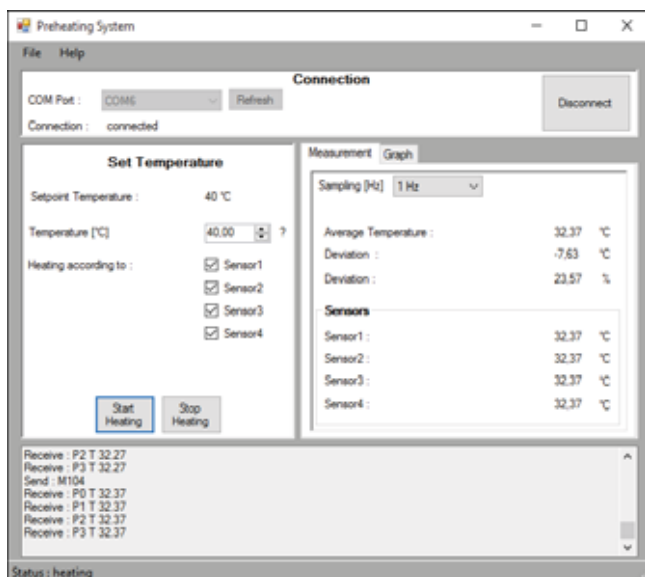 Preheating System
File Help
Connection
COM Port : COM6 Refresh
Connection : connected
Disconnect
Set Temperature
Setpoint Temperature : 40 °C
Temperature [°C] 40,00 ?
Heating according to : Sensor1
Sensor2
Sensor3
Sensor4
Start Heating Stop Heating
Measurement Graph
Sampling [Hz] 1 Hz
Average Temperature : 32,37 °C
Deviation : -7,63 °C
Deviation : 23,57 %
Sensors
Sensor1 : 32,37 °C
Sensor2 : 32,37 °C
Sensor3 : 32,37 °C
Sensor4 : 32,37 °C
Receive : P2 T 32.27
Receive : P3 T 32.27
Send : M104
Receive : P0 T 32.37
Receive : P1 T 32.37
Receive : P2 T 32.37
Receive : P3 T 32.37
Status : heating